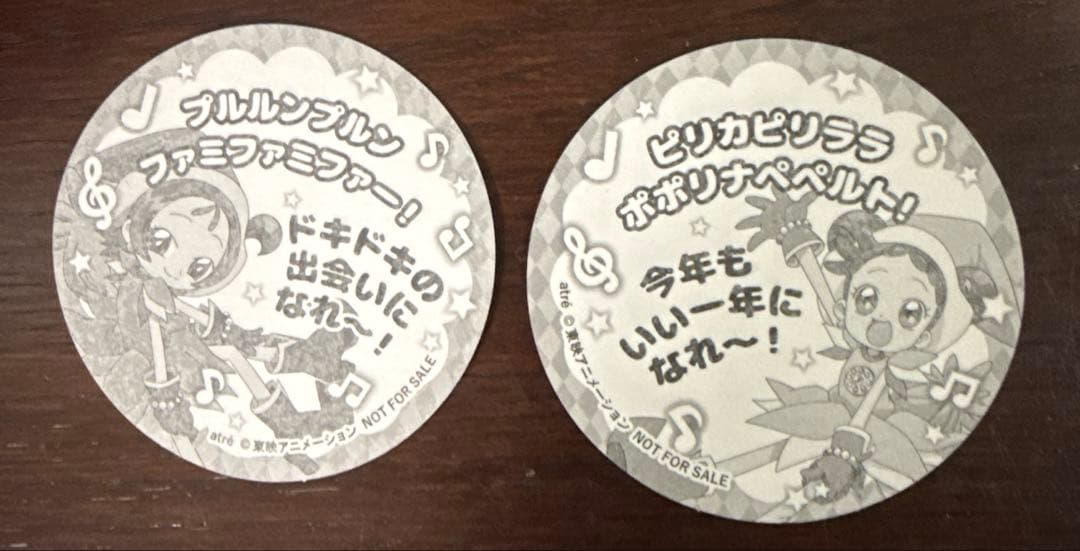 プルルンプルン
ファミファミファー!
ドキドキの
出会いに
なれ～!
atré ©東映アニメーション NOT FOR SALE
ピリカピリララ
ポポリナペペルト!
今年も
いい一年に
なれ～!
atré ©東映アニメーション NOT FOR SALE